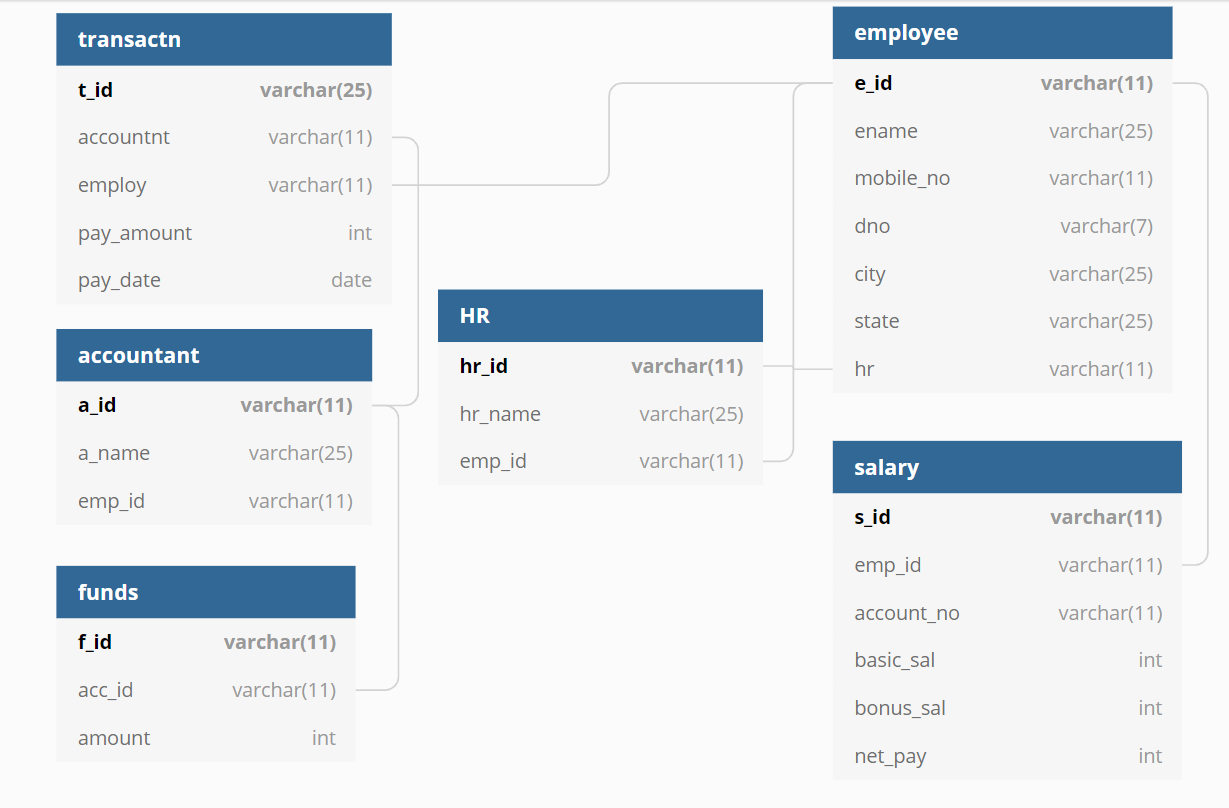 transactn
t_id varchar(25)
accountnt varchar(11)
employ varchar(11)
pay_amount int
pay_date date
accountant
a_id varchar(11)
a_name varchar(25)
emp_id varchar(11)
funds
f_id varchar(11)
acc_id varchar(11)
amount int
HR
hr_id varchar(11)
hr_name varchar(25)
emp_id varchar(11)
employee
e_id varchar(11)
ename varchar(25)
mobile_no varchar(11)
dno varchar(7)
city varchar(25)
state varchar(25)
hr varchar(11)
salary
s_id varchar(11)
emp_id varchar(11)
account_no varchar(11)
basic_sal int
bonus_sal int
net_pay int